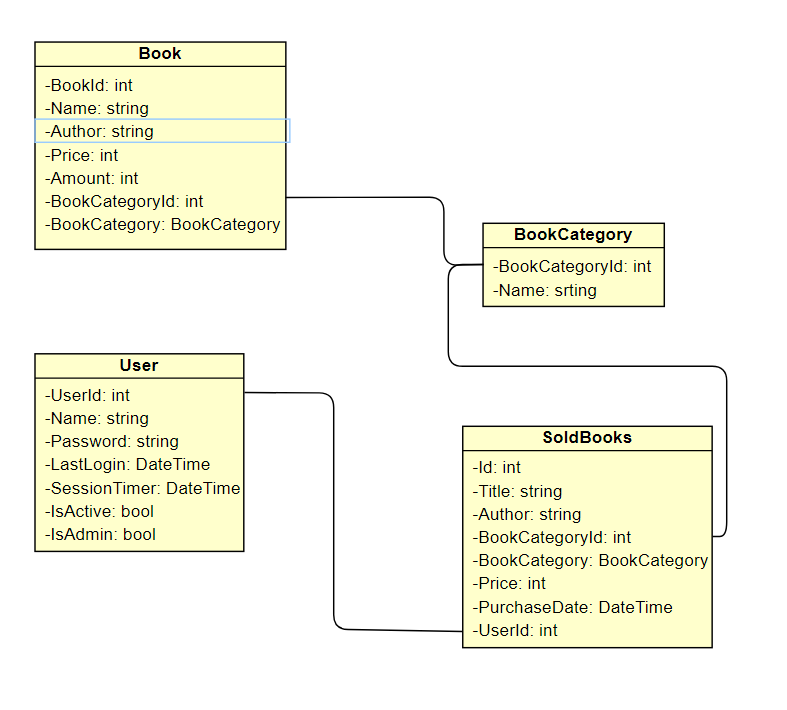 Book
-BookId: int
-Name: string
-Author: string
-Price: int
-Amount: int
-BookCategoryId: int
-BookCategory: BookCategory
BookCategory
-BookCategoryId: int
-Name: srting
User
-UserId: int
-Name: string
-Password: string
-LastLogin: DateTime
-SessionTimer: DateTime
-IsActive: bool
-IsAdmin: bool
SoldBooks
-Id: int
-Title: string
-Author: string
-BookCategoryId: int
-BookCategory: BookCategory
-Price: int
-PurchaseDate: DateTime
-UserId: int